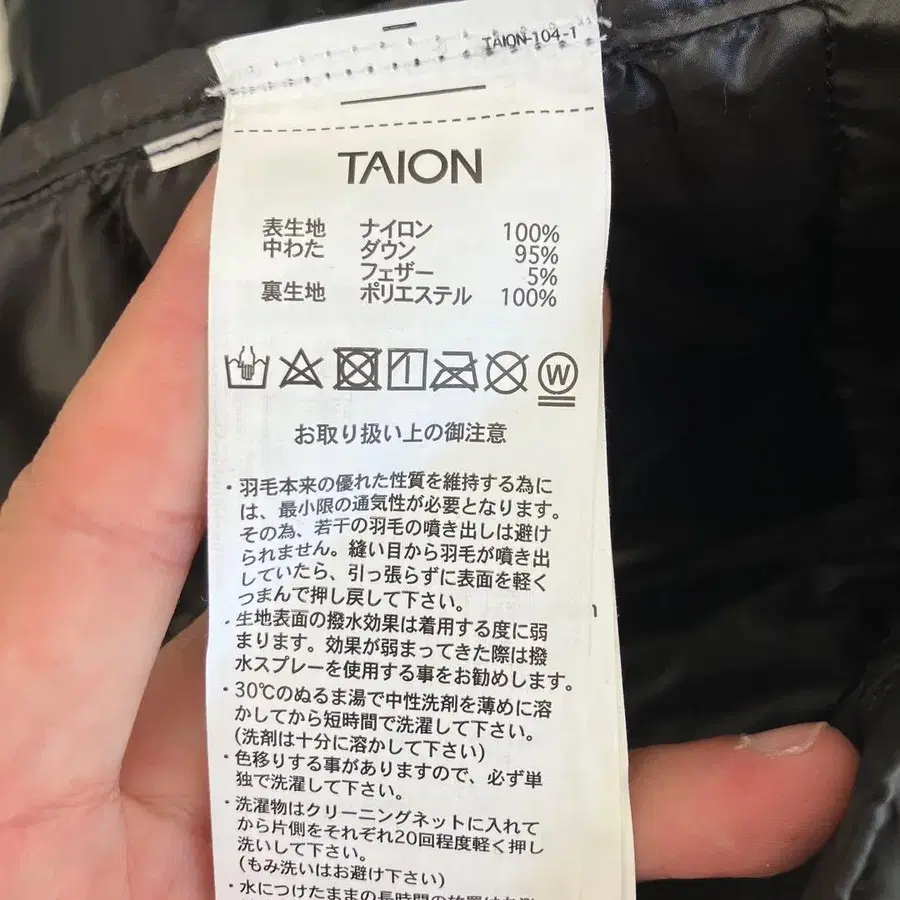 TAION-104-1
TAION
表生地 ナイロン 100%
中わた ダウン 95%
フェザー 5%
裏生地 ポリエステル 100%
W
お取り扱い上の御注意
・羽毛本来の優れた性質を維持する為に
は、最小限の通気性が必要となります。
その為、若干の羽毛の噴き出しは避け
られません。縫い目から羽毛が噴き出
していたら、引っ張らずに表面を軽く
つまんで押し戻して下さい。
・生地表面の撥水効果は着用する度に弱
まります。効果が弱まってきた際は撥
水スプレーを使用する事をお勧めします。
・30℃のぬるま湯で中性洗剤を薄めに溶
かしてから短時間で洗濯して下さい。
(洗剤は十分に溶かして下さい)
・色移りする事がありますので、必ず単
独で洗濯して下さい。
・洗濯物はクリーニングネットに入れて
から片側をそれぞれ20回程度軽く押し
洗いして下さい。
(もみ洗いはお避け下さい)
・水につけたままの長時間の放置はお